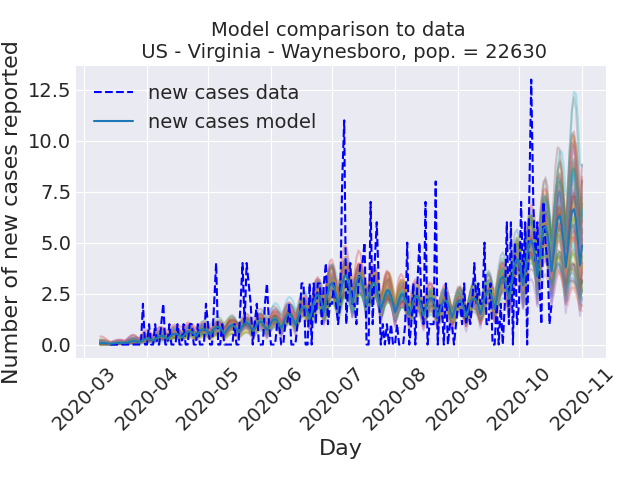 Model comparison to data
US - Virginia - Waynesboro, pop. = 22630
new cases data
new cases model
Number of new cases reported
12.5
10.0
7.5
5.0
2.5
0.0
2020-03
2020-04
2020-05
2020-06
2020-07
2020-08
2020-09
2020-10
2020-11
Day